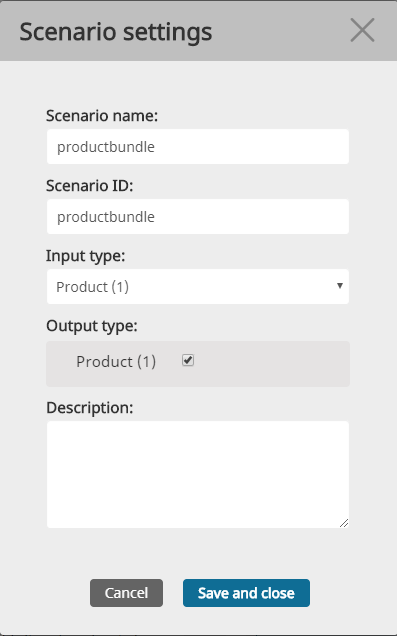 Scenario settings
Scenario name:
productbundle
Scenario ID:
productbundle
Input type:
Product (1)
Output type:
Product (1)
Description:
Cancel Save and close